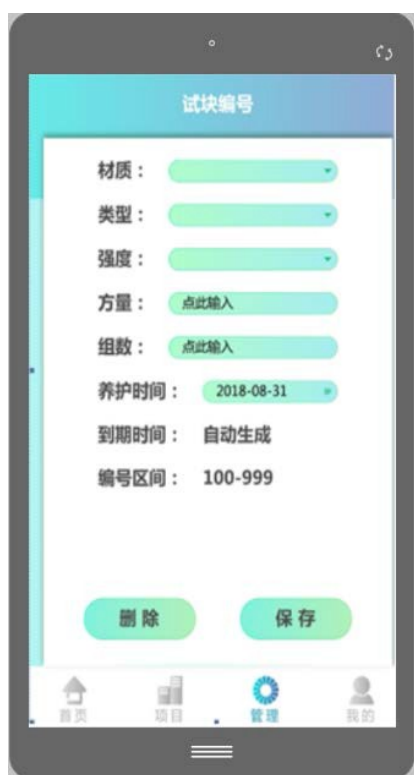 试块编号
材质：
类型：
强度：
方量： 点此输入
组数： 点此输入
养护时间： 2018-08-31
到期时间： 自动生成
编号区间： 100-999
删除 保存
首页 项目 管理 我的